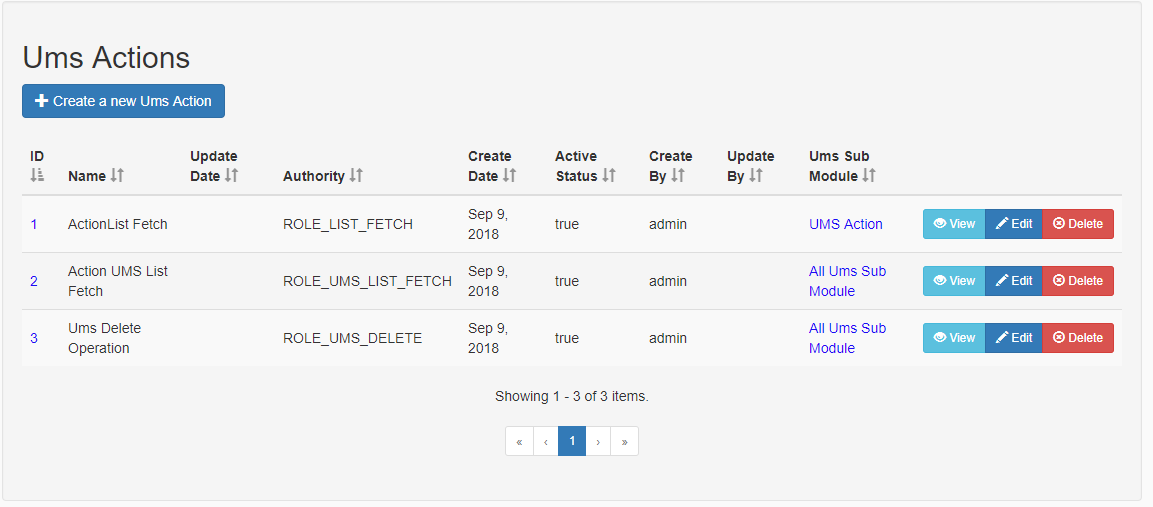 Ums Actions
Create a new Ums Action
ID Name Update Date Authority Create Date Active Status Create By Update By Ums Sub Module
1 ActionList Fetch ROLE_LIST_FETCH Sep 9, 2018 true admin UMS Action View Edit Delete
2 Action UMS List Fetch ROLE_UMS_LIST_FETCH Sep 9, 2018 true admin All Ums Sub Module View Edit Delete
3 Ums Delete Operation ROLE_UMS_DELETE Sep 9, 2018 true admin All Ums Sub Module View Edit Delete
Showing 1 - 3 of 3 items.
« ‹ 1 › »